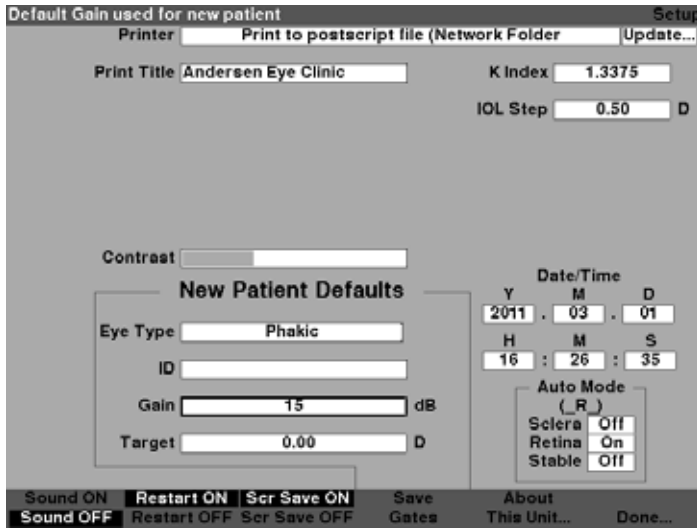 Default Gain used for new patient Setup
Printer Print to postscript file (Network Folder Update...
Print Title Andersen Eye Clinic K Index 1.3375
IOL Step 0.50 D
Contrast
Date/Time
New Patient Defaults Y M D
2011 . 03 . 01
Eye Type Phakic H M S
16 : 26 : 35
ID
Auto Mode
Gain 15 dB (_R_)
Sclera Off
Target 0.00 D Retina On
Stable Off
Sound ON Restart ON Scr Save ON Save About
Sound OFF Restart OFF Scr Save OFF Gates This Unit... Done...